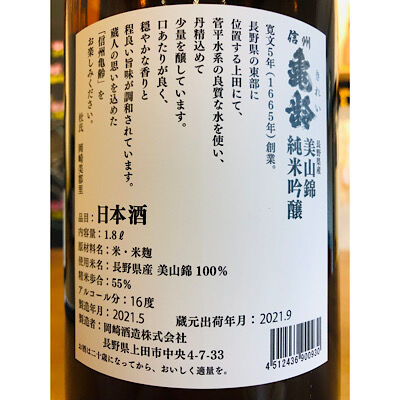 信州
亀齢
きれい
長野県産
美山錦
純米吟醸
寛文5年(1665年)創業。
長野県の東部に
位置する上田にて、
菅平水系の良質な水を使い、
丹精込めて
少量を醸しています。
口あたりが良く、
穏やかな香りと
程良い旨味が調和されています。
蔵人の思いを込めた
「信州亀齢」を
お楽しみください。
杜氏 岡崎美都里
品目:日本酒
内容量:1.8ℓ
原材料名:米・米麹
使用米名:長野県産 美山錦 100%
精米歩合:55%
アルコール分:16度
製造年月:2021.5 蔵元出荷年月:2021.9
製造者:岡崎酒造株式会社
長野県上田市中央4-7-33
お酒は二十歳になってから、おいしく適量を。
4512436900930